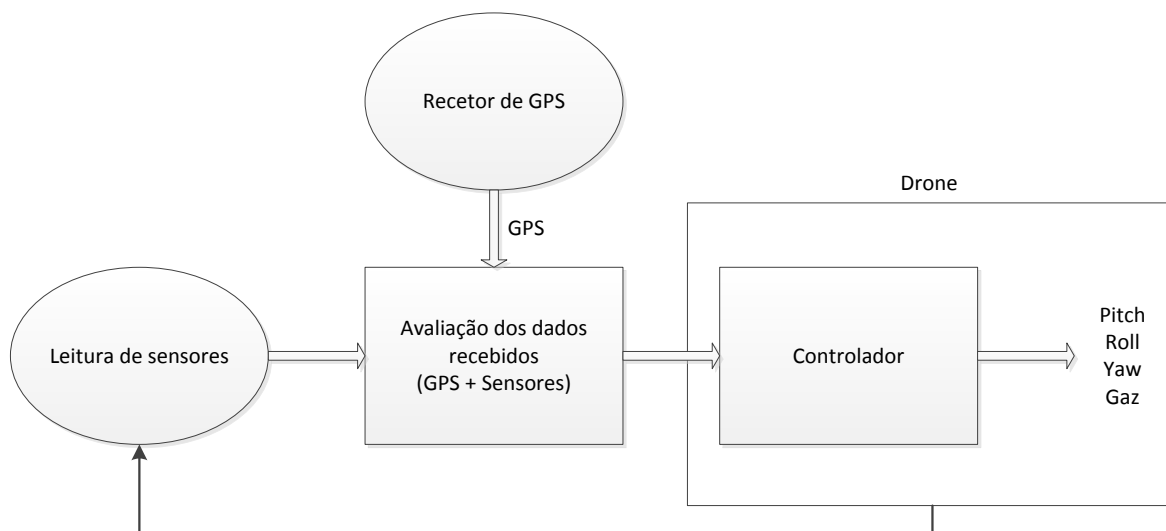 Recetor de GPS
Drone
GPS
Leitura de sensores
Avaliação dos dados
recebidos
(GPS + Sensores)
Controlador
Pitch
Roll
Yaw
Gaz